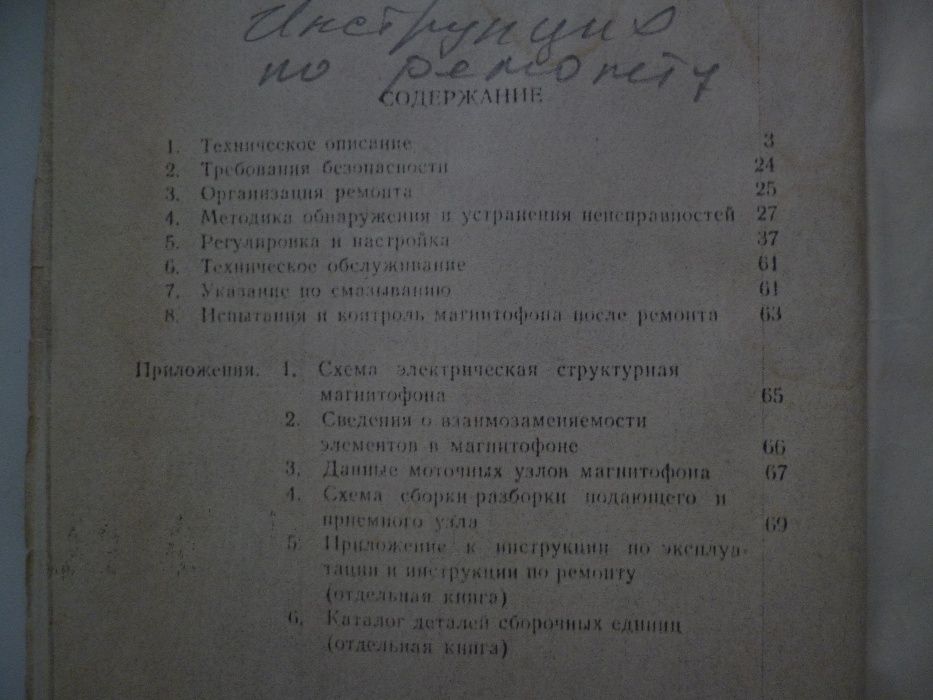 Инструкция
по ремонту
СОДЕРЖАНИЕ
1. Техническое описание 3
2. Требования безопасности 24
3. Организация ремонта 25
4. Методика обнаружения и устранения неисправностей 27
5. Регулировка и настройка 37
6. Техническое обслуживание 61
7. Указание по смазыванию 61
8. Испытания и контроль магнитофона после ремонта 63
Приложения. 1. Схема электрическая структурная
магнитофона 65
2. Сведения о взаимозаменяемости
элементов в магнитофоне 66
3. Данные моточных узлов магнитофона 67
4. Схема сборки-разборки подающего и
приемного узла 69
5. Приложение к инструкции по эксплуа-
тации и инструкции по ремонту
(отдельная книга)
6. Каталог деталей сборочных единиц
(отдельная книга)